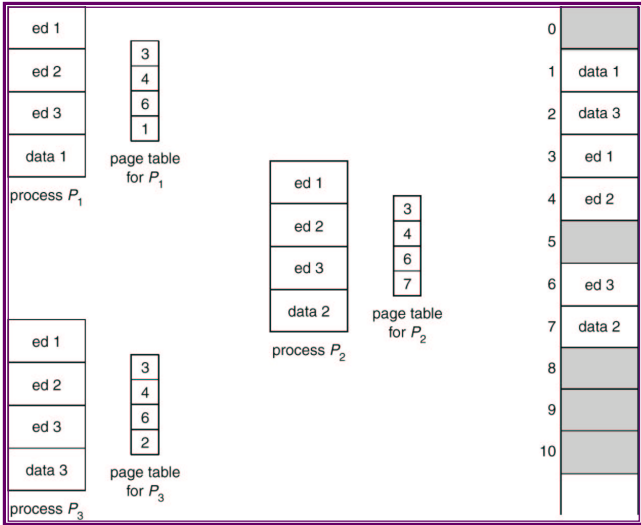 ed 1
ed 2
ed 3
data 1
process P1
3
4
6
1
page table
for P1
ed 1
ed 2
ed 3
data 2
process P2
3
4
6
7
page table
for P2
ed 1
ed 2
ed 3
data 3
process P3
3
4
6
2
page table
for P3
0
1 data 1
2 data 3
3 ed 1
4 ed 2
5
6 ed 3
7 data 2
8
9
10